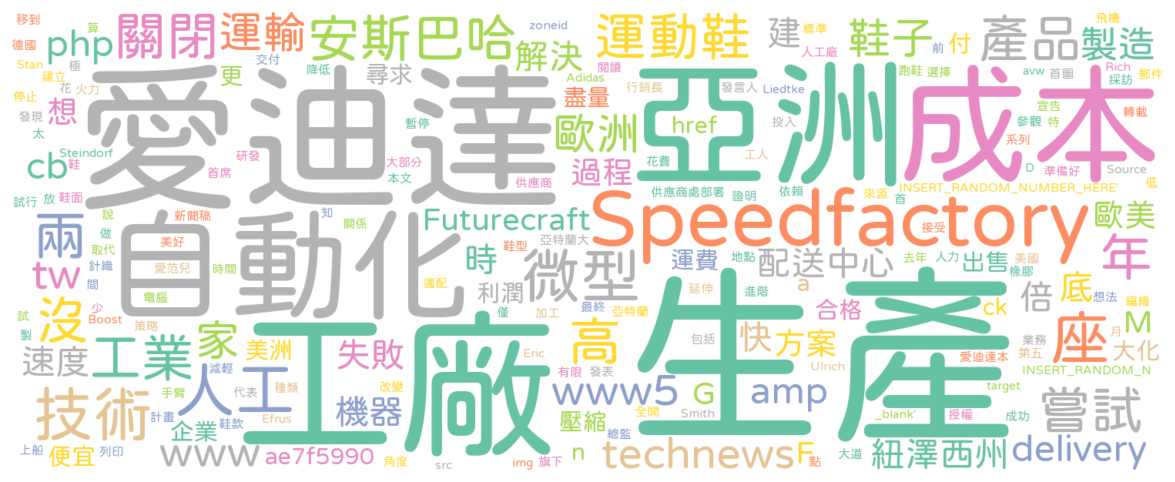 移到
php
關閉
運輸
安斯巴哈
zoneid
解決
運動鞋
建
標準
鞋子
飛機
前
付
產品
製造
德國
算
交付
降低
更
極
尋求
Adidas
人工廠
閱讀
跑鞋
選擇
avw
首圖
Rich
採訪
郵件
Stan
建立
花
火力
行銷長
發言人
Liedtke
宣告
轉載
停止
想
發現
太
愛迪達
暫停
盡量
歐洲
亞洲
href
投入
成本
參觀
特
系列
cb
Steindorf
鞋
研發
首席
大部分
本文
供應商
過程
花費
工人
供應商處部署
證明
依賴
來源
D
準備好
Source
低
INSERT_RANDOM_NUMBER_HERE'
首
試行
放
鞋面
說
做
取代
新聞稿
美好
知
關係
自動化
Futurecraft
Speedfactory
接受
歐美
年
兩
tw
針織
間
愛范兒
時間
電腦
時
鞋型
亞特蘭大
適配
微型
運費
地點
配送中心
去年
人力
美國
出售
橡膠
利潤
僅
最終
延伸
進階
a
倍
底
想法
編織
試
製
沒
少
Boost
策略
加工
亞特蘭
合格
ck
M
工業
家
美洲
失敗
工廠
高
包括
生產
快
方案
愛迪達本
業務
第五
座
月
大化
速度
減輕
手臂
人工
代表
種類
改變
Eric
有限
發表
Ulrich
INSERT_RANDOM_N
技術
計畫
鞋款
機器
www5
G
amp
target
嘗試
企業
Efrus
壓縮
全開
Smith
_blank'
授權
成功
上船
便宜
列印
www
ae7f5990
角度
總監
src
n
img
旗下
technews
F
點
大道
紐澤西州
delivery